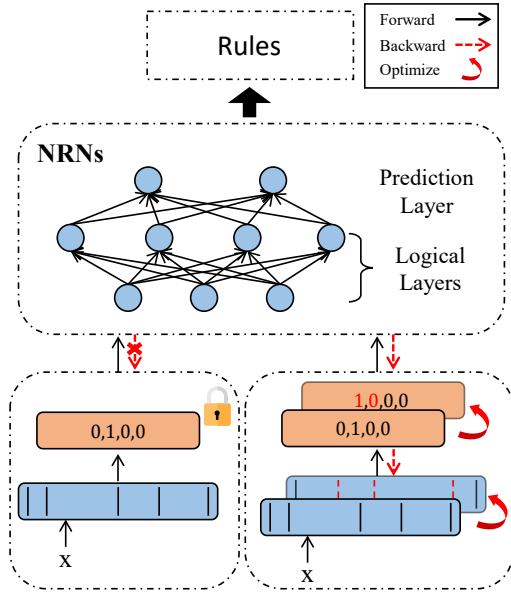 Rules
Forward
Backward
Optimize
NRNs
Prediction
Layer
Logical
Layers
0,1,0,0
x
1,0,0,0
0,1,0,0
x